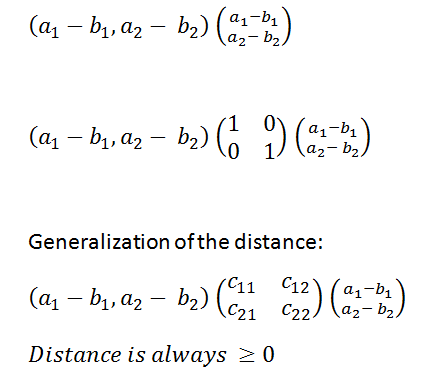 (a₁ − b₁, a₂ − b₂) (a₁−b₁ a₂− b₂)
(a₁ − b₁, a₂ − b₂) (1 0 0 1) (a₁−b₁ a₂− b₂)
Generalization of the distance:
(a₁ − b₁, a₂ − b₂) (C₁₁ C₁₂ C₂₁ C₂₂) (a₁−b₁ a₂− b₂)
Distance is always ≥ 0